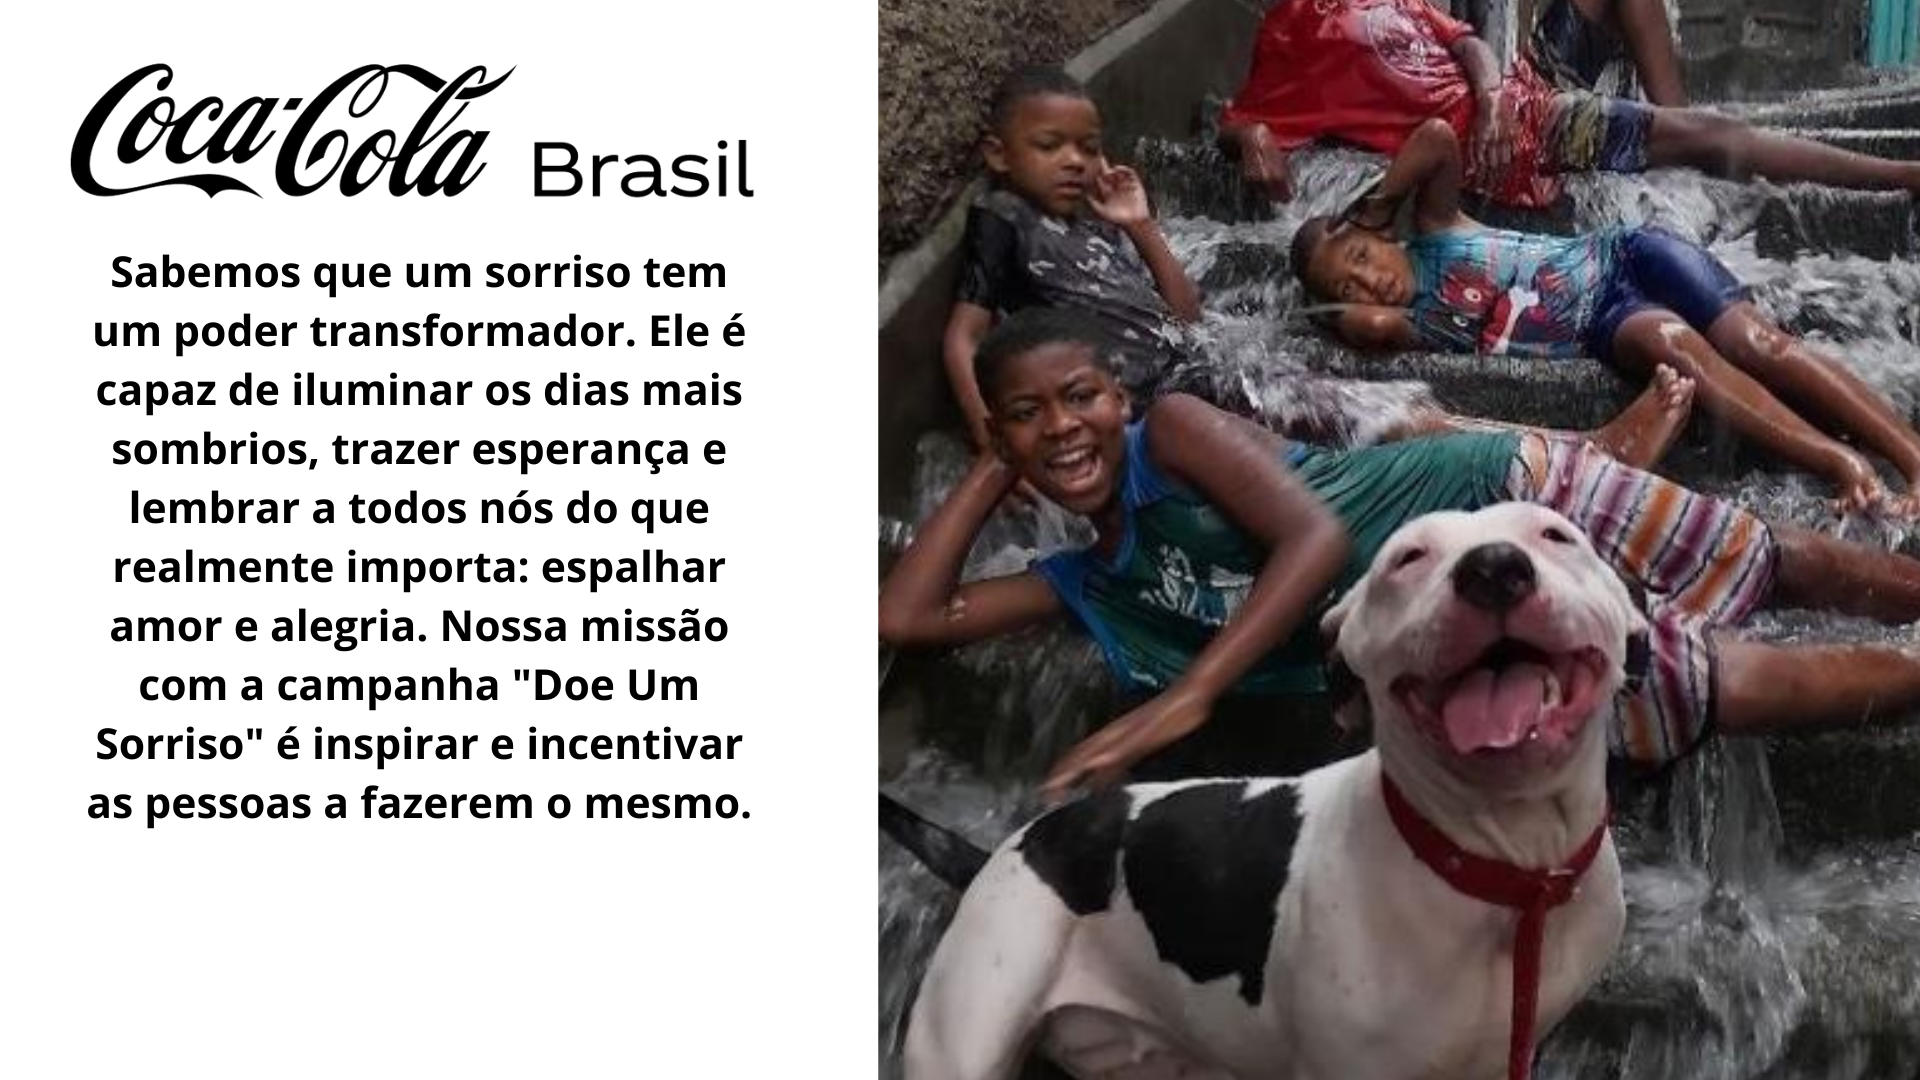 Coca-Cola Brasil
Sabemos que um sorriso tem
um poder transformador. Ele é
capaz de iluminar os dias mais
sombrios, trazer esperança e
lembrar a todos nós do que
realmente importa: espalhar
amor e alegria. Nossa missão
com a campanha "Doe Um
Sorriso" é inspirar e incentivar
as pessoas a fazerem o mesmo.